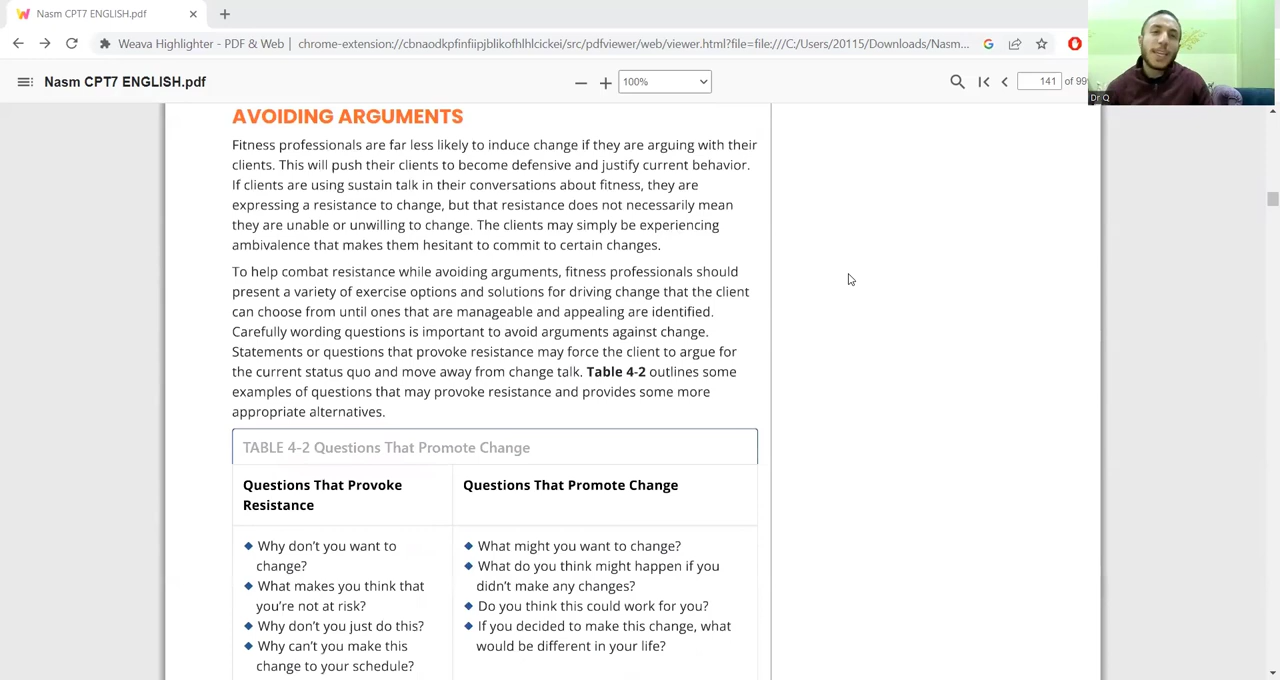 Nasm CPT7 ENGLISH.pdf
Weava Highlighter - PDF & Web | chrome-extension://cbnaodkpfinfiipjblikofhlhlcickei/src/pdfviewer/web/viewer.html?file=file:///C:/Users/20115/Downloads/Nasm...
Nasm CPT7 ENGLISH.pdf
100%
141 of 99
Dr Q
AVOIDING ARGUMENTS
Fitness professionals are far less likely to induce change if they are arguing with their
clients. This will push their clients to become defensive and justify current behavior.
If clients are using sustain talk in their conversations about fitness, they are
expressing a resistance to change, but that resistance does not necessarily mean
they are unable or unwilling to change. The clients may simply be experiencing
ambivalence that makes them hesitant to commit to certain changes.
To help combat resistance while avoiding arguments, fitness professionals should
present a variety of exercise options and solutions for driving change that the client
can choose from until ones that are manageable and appealing are identified.
Carefully wording questions is important to avoid arguments against change.
Statements or questions that provoke resistance may force the client to argue for
the current status quo and move away from change talk. Table 4-2 outlines some
examples of questions that may provoke resistance and provides some more
appropriate alternatives.
TABLE 4-2 Questions That Promote Change
Questions That Provoke
Resistance
Questions That Promote Change
Why don't you want to
change?
What makes you think that
you're not at risk?
Why don't you just do this?
Why can't you make this
change to your schedule?
What might you want to change?
What do you think might happen if you
didn't make any changes?
Do you think this could work for you?
If you decided to make this change, what
would be different in your life?